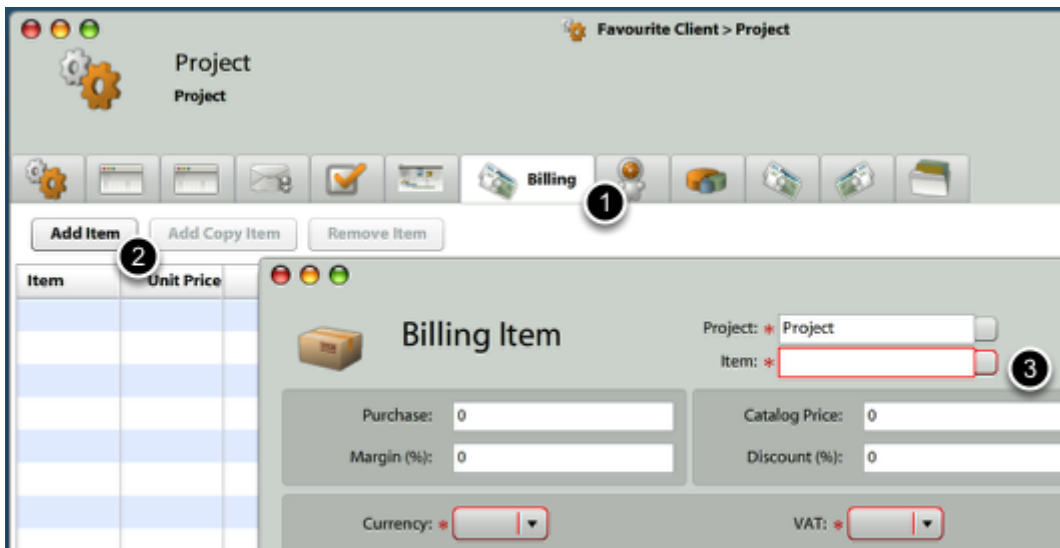 Favourite Client > Project
Project
Project
Billing
1
Add Item
Add Copy Item
Remove Item
2
Item
Unit Price
Billing Item
Project: * Project
Item: *
3
Purchase: 0
Catalog Price: 0
Margin (%): 0
Discount (%): 0
Currency: *
VAT: *